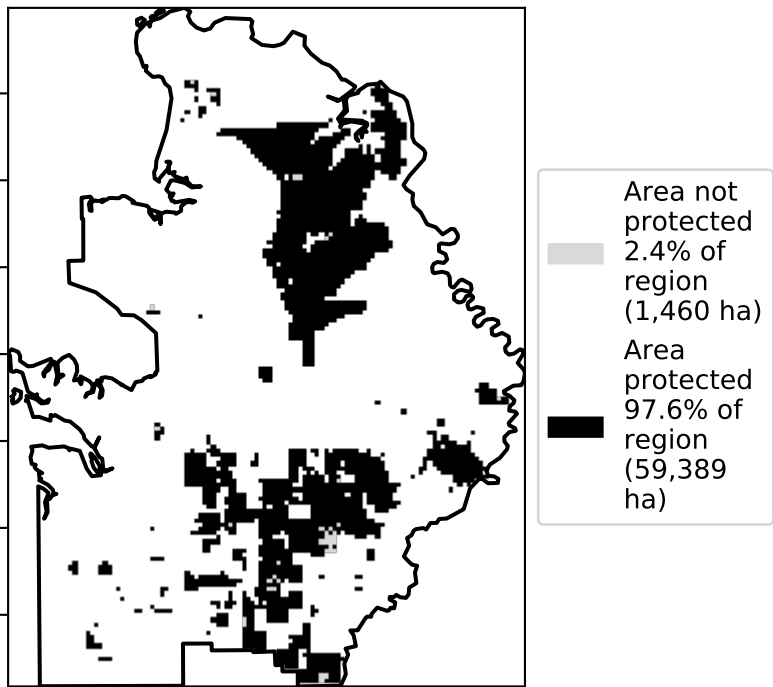 Area not
protected
2.4% of
region
(1,460 ha)
Area
protected
97.6% of
region
(59,389
ha)